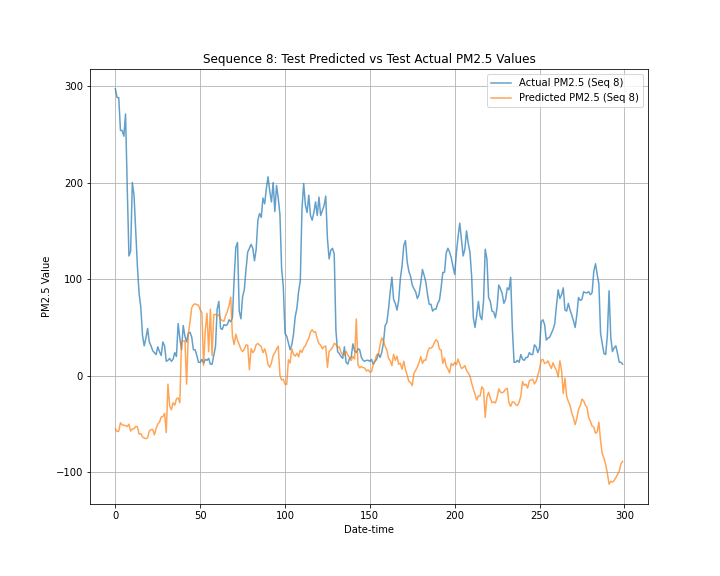 Sequence 8: Test Predicted vs Test Actual PM2.5 Values
Actual PM2.5 (Seq 8)
Predicted PM2.5 (Seq 8)
PM2.5 Value
300
200
100
0
−100
0
50
100
150
200
250
300
Date-time